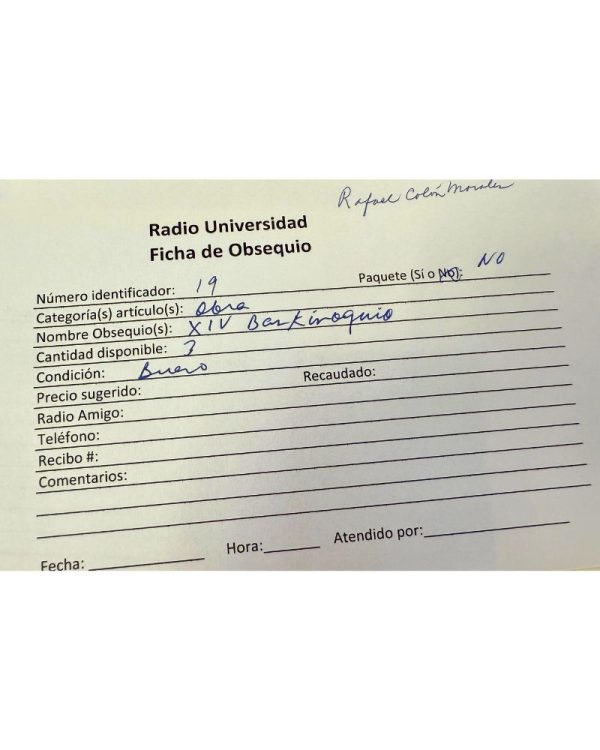 Rafael Colón Morales
Radio Universidad
Ficha de Obsequio
Número identificador: 19 Paquete (Sí o No): NO
Categoría(s) artículo(s): Obra
Nombre Obsequio(s): XIV Barkinoquio
Cantidad disponible: 3
Condición: Bueno
Precio sugerido: Recaudado:
Radio Amigo:
Teléfono:
Recibo #:
Comentarios:
Fecha: Hora: Atendido por: